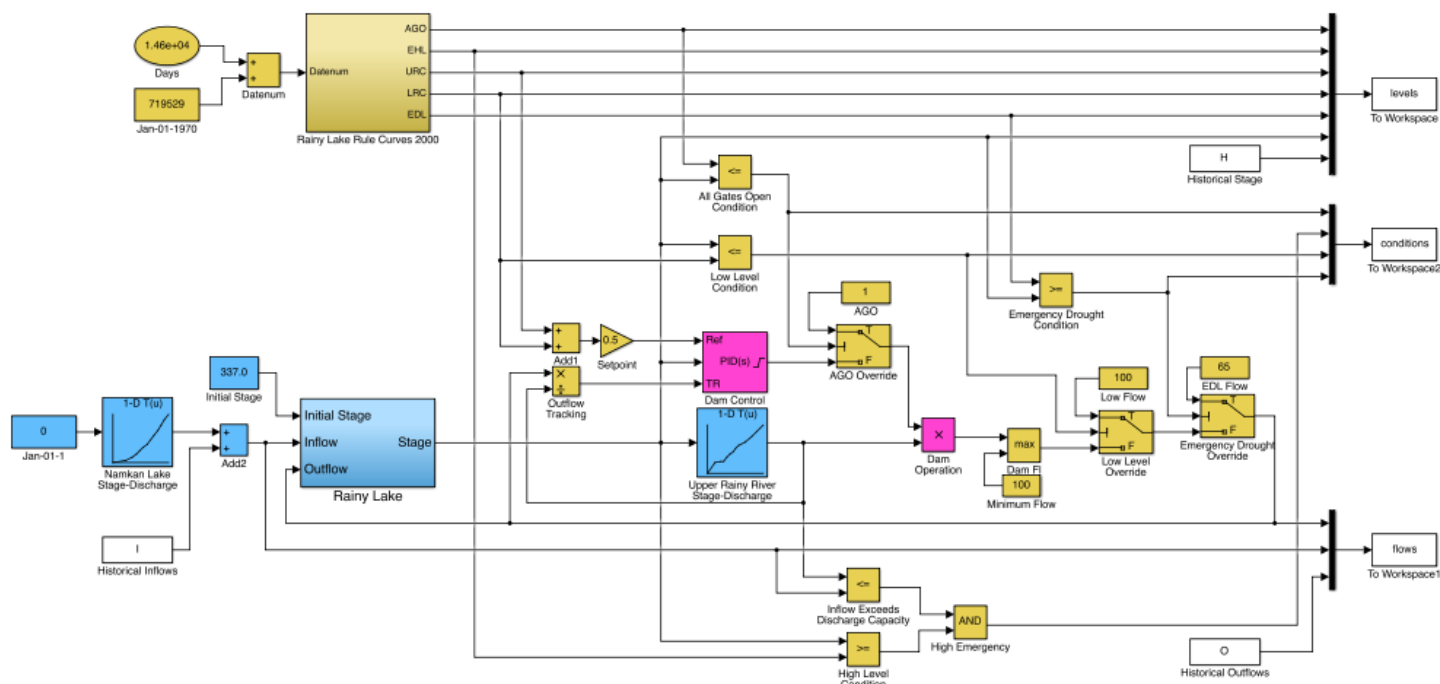 AGO
EHL
URC
LRC
EDL
Datenum
Rainy Lake Rule Curves 2000
1.46e+04
Days
+
+
Datenum
719529
Jan-01-1970
levels
To Workspace
H
Historical Stage
<=
All Gates Open
Condition
<=
Low Level
Condition
conditions
To Workspace2
>=
Emergency Drought
Condition
1
AGO
T
F
AGO Override
+
+
Add1
0.5
Setpoint
Ref
PID(s)
TR
Dam Control
×
÷
Outflow
Tracking
337.0
Initial Stage
0
Jan-01-1
1-D T(u)
Namkan Lake
Stage-Discharge
+
+
Add2
Initial Stage
Inflow
Outflow
Stage
Rainy Lake
1-D T(u)
Upper Rainy River
Stage-Discharge
×
Dam
Operation
max
Dam Fl
100
Minimum Flow
100
Low Flow
T
F
Low Level
Override
65
EDL Flow
T
F
Emergency Drought
Override
I
Historical Inflows
flows
To Workspace1
<=
Inflow Exceeds
Discharge Capacity
>=
High Level
AND
High Emergency
O
Historical Outflows